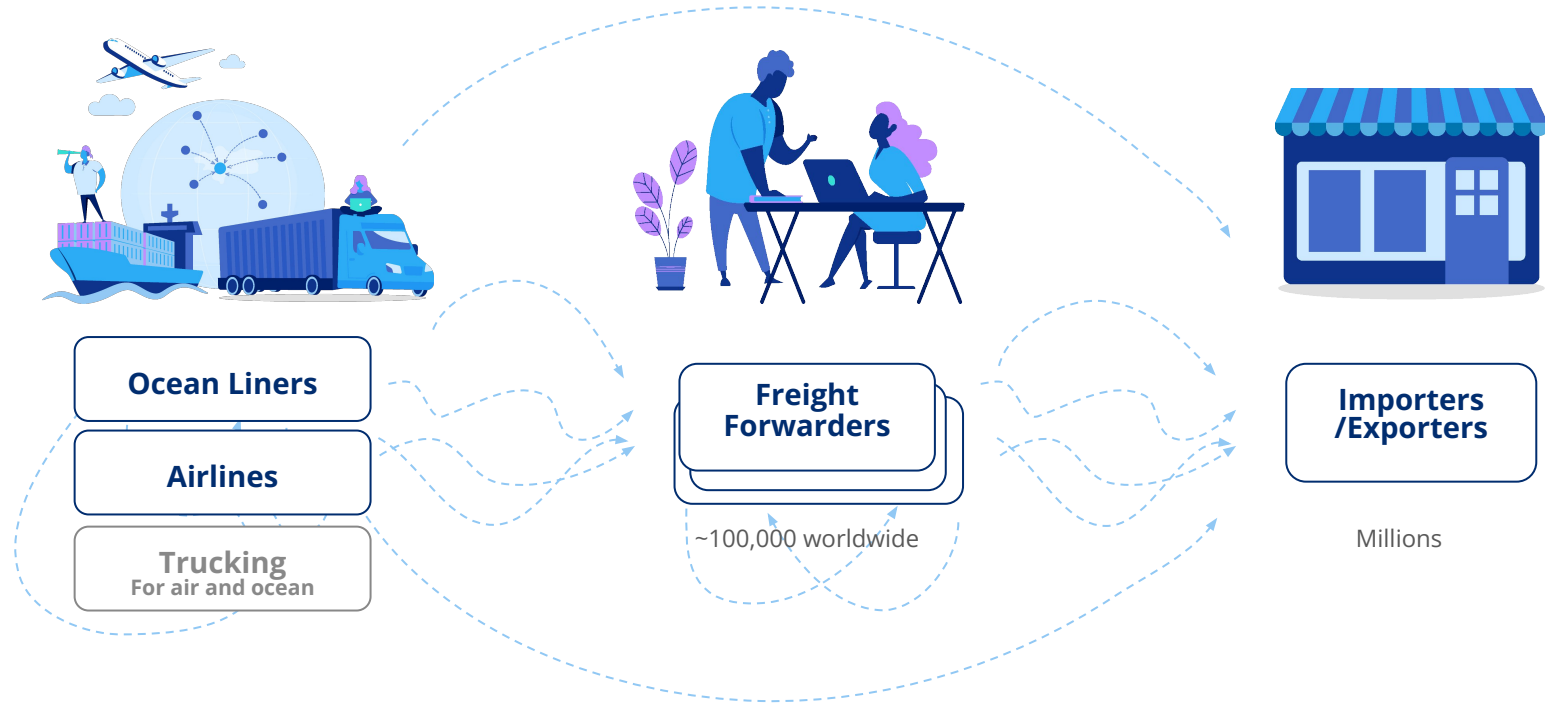 Ocean Liners
Airlines
Trucking
For air and ocean
Freight
Forwarders
~100,000 worldwide
Importers
/Exporters
Millions